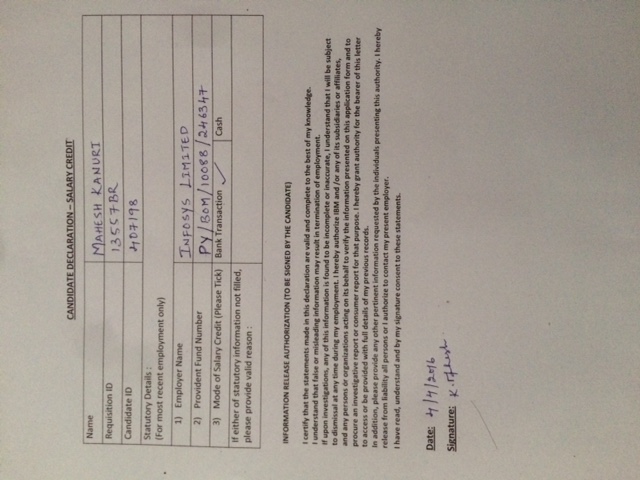 CANDIDATE DECLARATION – SALARY CREDIT
Name MAHESH KANURI
Requisition ID 13557BR
Candidate ID 407198
Statutory Details :
(For most recent employment only)
1) Employer Name INFOSYS LIMITED
2) Provident Fund Number PY/BOM/10088/246347
3) Mode of Salary Credit (Please Tick) Bank Transaction ✓ Cash
If either of statutory information not filled,
please provide valid reason :
INFORMATION RELEASE AUTHORIZATION (TO BE SIGNED BY THE CANDIDATE)
I certify that the statements made in this declaration are valid and complete to the best of my knowledge.
I understand that false or misleading information may result in termination of employment.
If upon investigations, any of this information is found to be incomplete or inaccurate, I understand that I will be subject
to dismissal at any time during my employment. I hereby authorize IBM and /or any of its subsidiaries or affiliates,
and any persons or organizations acting on its behalf to verify the information presented on this application form and to
procure an investigative report or consumer report for that purpose. I hereby grant authority for the bearer of this letter
to access or be provided with full details of my previous records.
In addition, please provide any other pertinent information requested by the individuals presenting this authority. I hereby
release from liability all persons or I authorize to contact my present employer.
I have read, understand and by my signature consent to these statements.
Date: 4/4/2016
Signature: K.